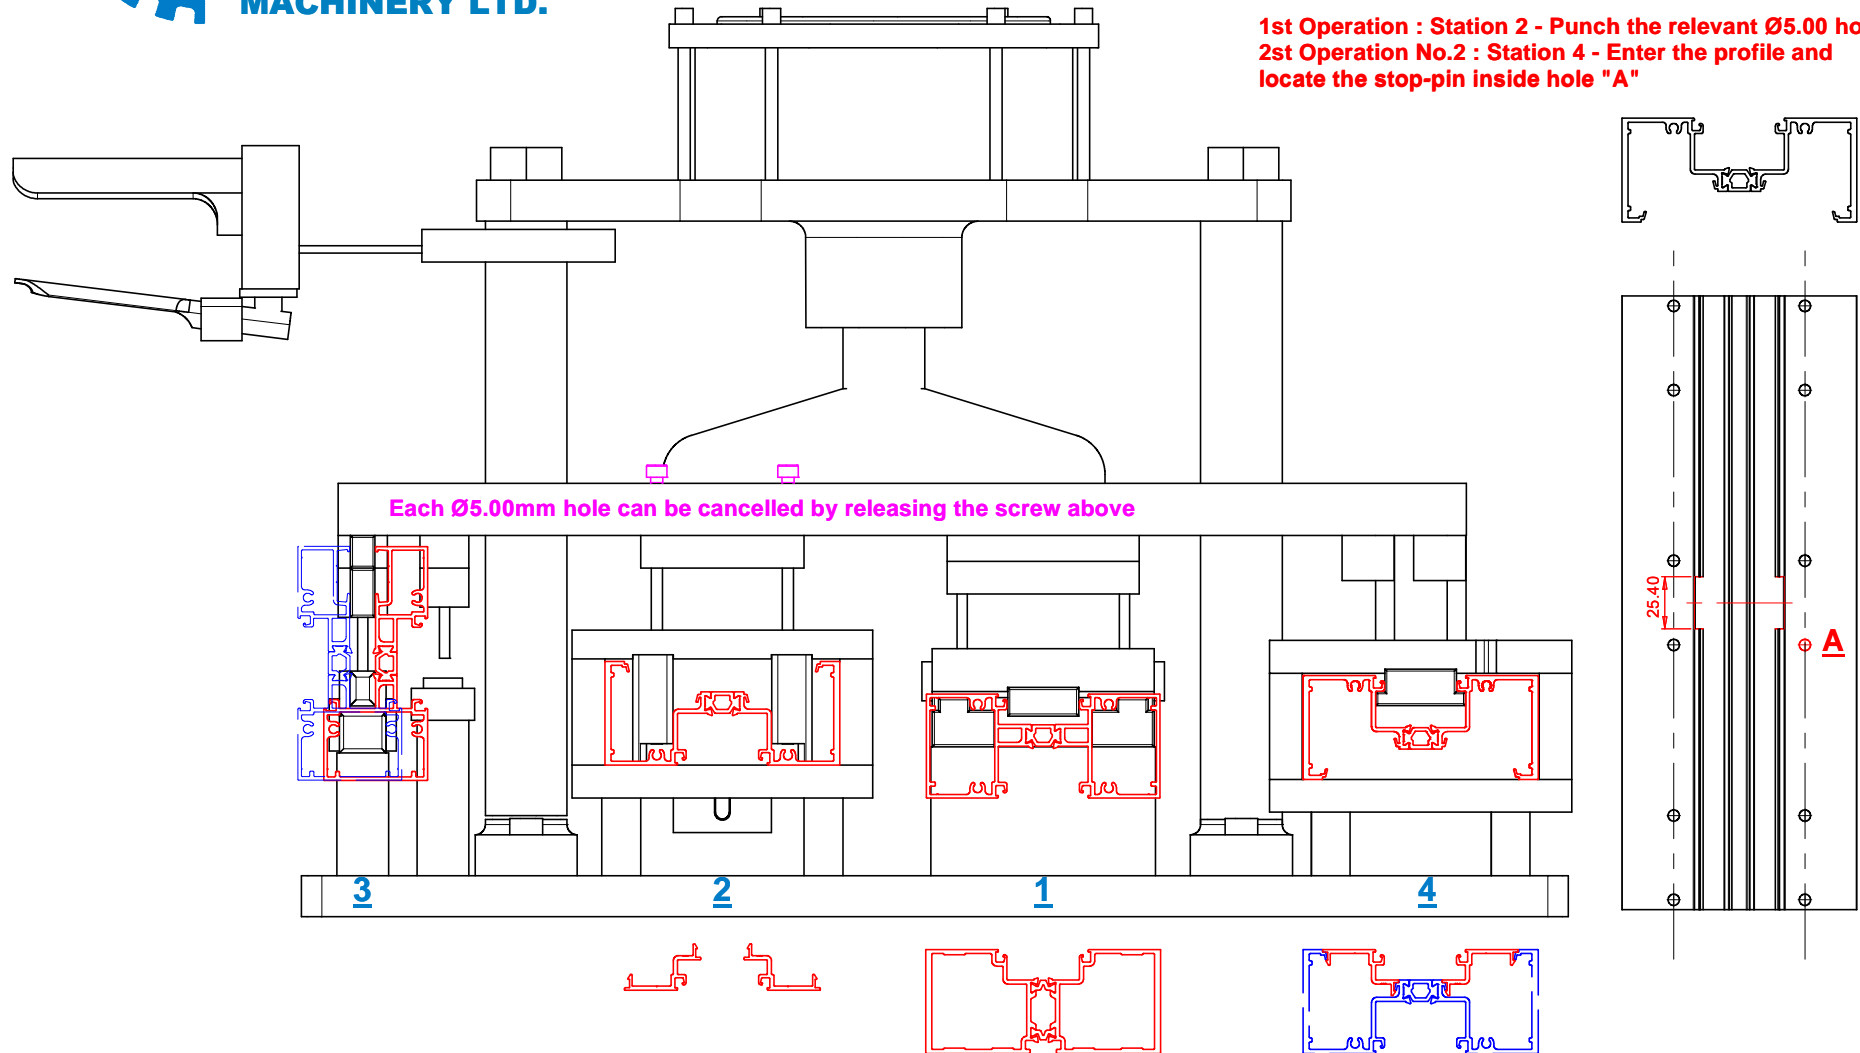 MACHINERY LTD.
1st Operation : Station 2 - Punch the relevant Ø5.00
2st Operation No.2 : Station 4 - Enter the profile and
locate the stop-pin inside hole "A"
Each Ø5.00mm hole can be cancelled by releasing the screw above
25.40
A
3
2
1
4